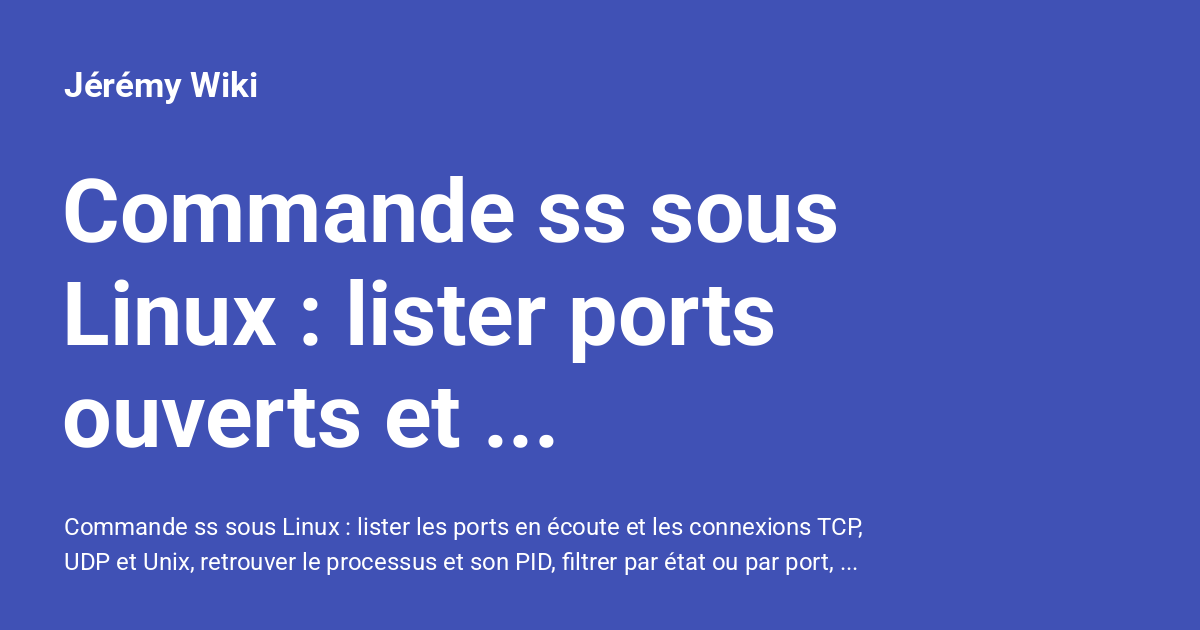 Jérémy Wiki
Commande ss sous
Linux : lister ports
ouverts et ...
Commande ss sous Linux : lister les ports en écoute et les connexions TCP,
UDP et Unix, retrouver le processus et son PID, filtrer par état ou par port, ...